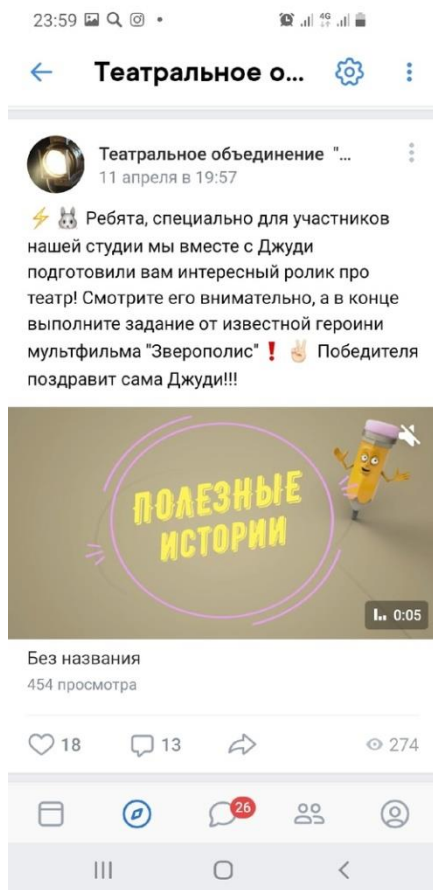 23:59
4G
Театральное о...
Театральное объединение "...
11 апреля в 19:57
⚡ 🐰 Ребята, специально для участников
нашей студии мы вместе с Джуди
подготовили вам интересный ролик про
театр! Смотрите его внимательно, а в конце
выполните задание от известной героини
мультфильма "Зверополис"❗ ✌🏻 Победителя
поздравит сама Джуди!!!
ПОЛЕЗНЫЕ
ИСТОРИИ
0:05
Без названия
454 просмотра
18 13 274
26